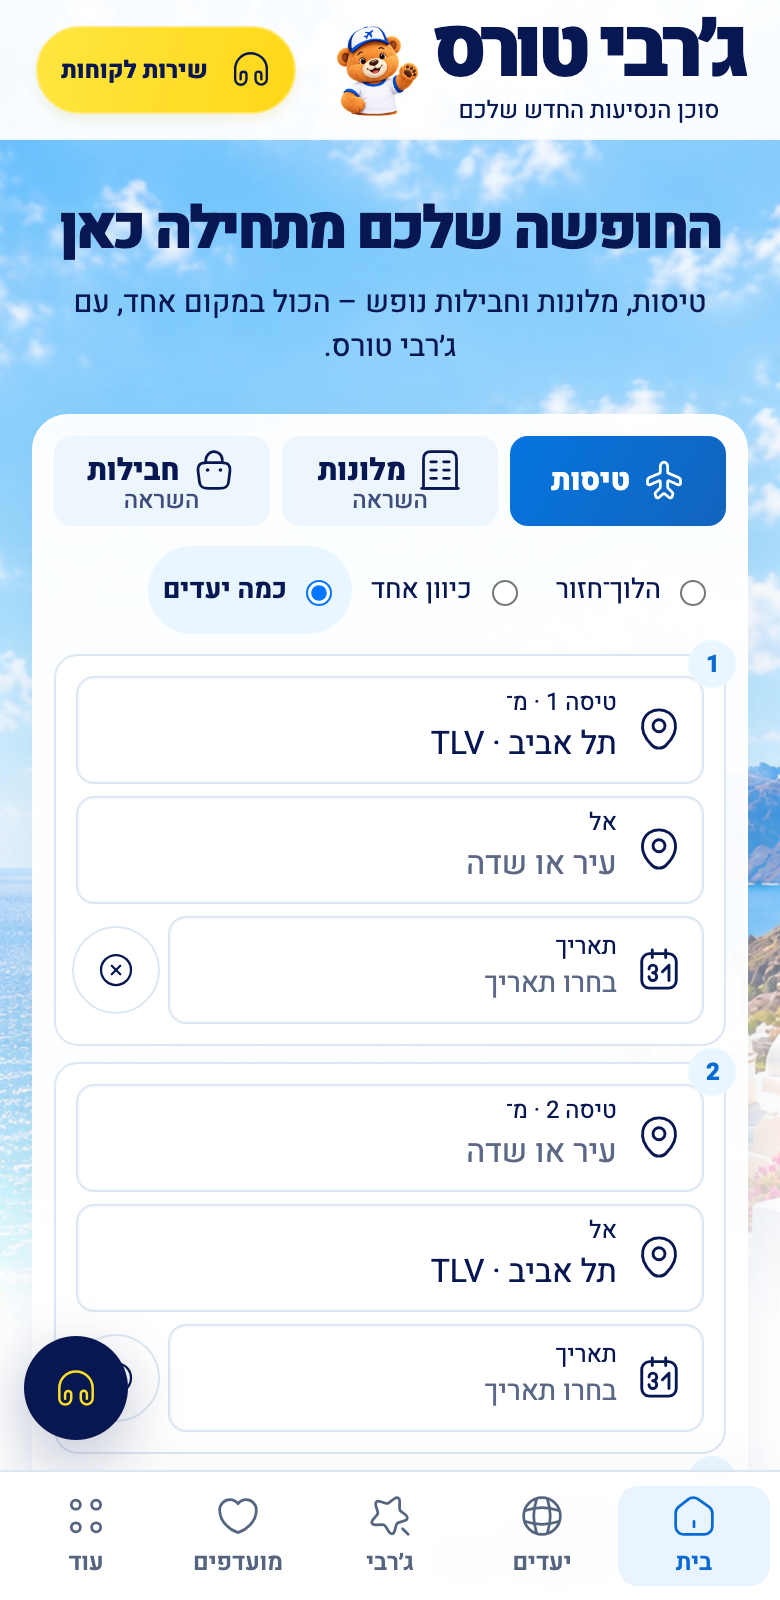 ג'רבי טורס
סוכן הנסיעות החדש שלכם
שירות לקוחות
החופשה שלכם מתחילה כאן
טיסות, מלונות וחבילות נופש – הכול במקום אחד, עם
ג'רבי טורס.
טיסות
מלונות
השראה
חבילות
השראה
הלוך־חזור
כיוון אחד
כמה יעדים
1
טיסה 1 · מ־
תל אביב · TLV
אל
עיר או שדה
תאריך
בחרו תאריך
31
2
טיסה 2 · מ־
עיר או שדה
אל
תל אביב · TLV
תאריך
בחרו תאריך
31
בית
יעדים
ג'רבי
מועדפים
עוד